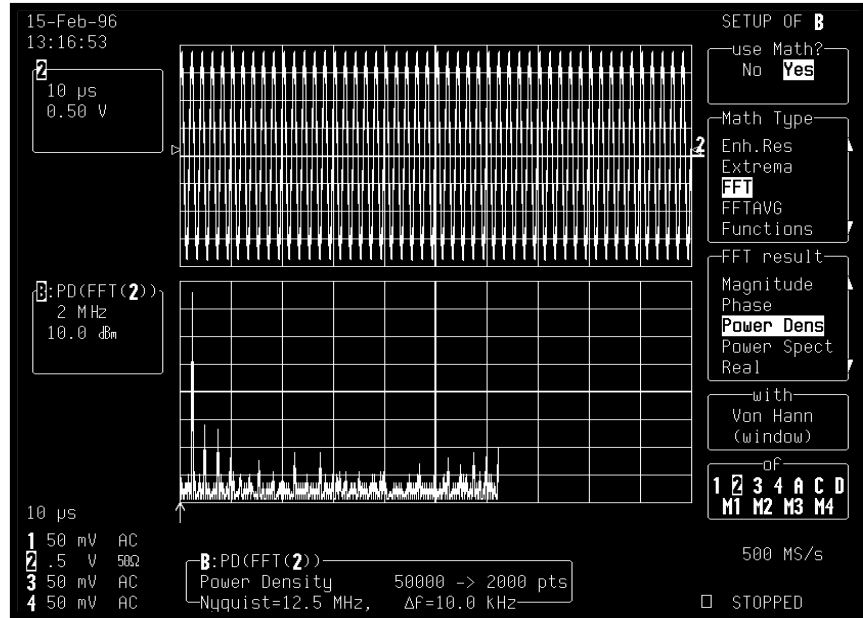 15-Feb-96
13:16:53
2
10 µs
0.50 V
2
B:PD(FFT(2))
2 MHz
10.0 dBm
10 µs
1 50 mV AC
2 .5 V 50Ω
3 50 mV AC
4 50 mV AC
B:PD(FFT(2))
Power Density 50000 -> 2000 pts
Nyquist=12.5 MHz, Δf=10.0 kHz
SETUP OF B
use Math?
No Yes
Math Type
Enh.Res
Extrema
FFT
FFTAVG
Functions
FFT result
Magnitude
Phase
Power Dens
Power Spect
Real
with
Von Hann
(window)
of
1 2 3 4 A C D
M1 M2 M3 M4
500 MS/s
STOPPED